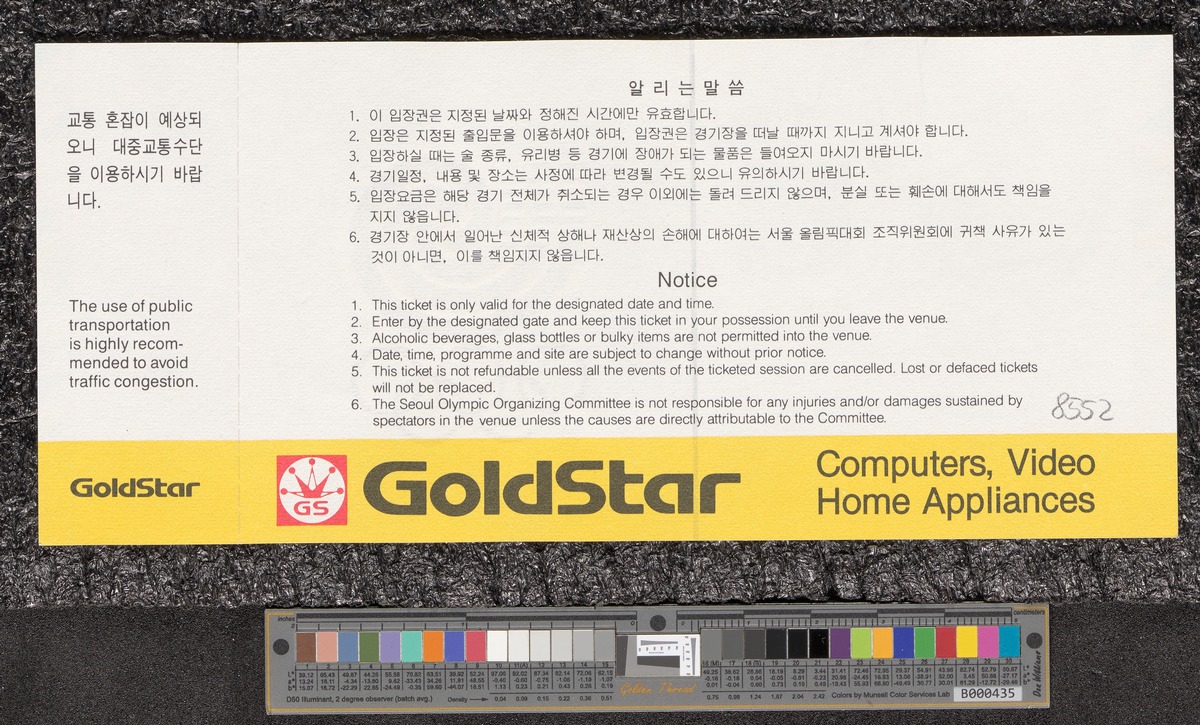 교통 혼잡이 예상되
오니 대중교통수단
을 이용하시기 바랍
니다.
The use of public
transportation
is highly recom-
mended to avoid
traffic congestion.
GoldStar
알 리 는 말 씀
1. 이 입장권은 지정된 날짜와 정해진 시간에만 유효합니다.
2. 입장은 지정된 출입문을 이용하셔야 하며, 입장권은 경기장을 떠날 때까지 지니고 계셔야 합니다.
3. 입장하실 때는 술 종류, 유리병 등 경기에 장애가 되는 물품은 들여오지 마시기 바랍니다.
4. 경기일정, 내용 및 장소는 사정에 따라 변경될 수도 있으니 유의하시기 바랍니다.
5. 입장요금은 해당 경기 전체가 취소되는 경우 이외에는 돌려 드리지 않으며, 분실 또는 훼손에 대해서도 책임을
지지 않읍니다.
6. 경기장 안에서 일어난 신체적 상해나 재산상의 손해에 대하여는 서울 올림픽대회 조직위원회에 귀책 사유가 있는
것이 아니면, 이를 책임지지 않읍니다.
Notice
1. This ticket is only valid for the designated date and time.
2. Enter by the designated gate and keep this ticket in your possession until you leave the venue.
3. Alcoholic beverages, glass bottles or bulky items are not permitted into the venue.
4. Date, time, programme and site are subject to change without prior notice.
5. This ticket is not refundable unless all the events of the ticketed session are cancelled. Lost or defaced tickets
will not be replaced.
6. The Seoul Olympic Organizing Committee is not responsible for any injuries and/or damages sustained by
spectators in the venue unless the causes are directly attributable to the Committee.
8552
GS
GoldStar
Computers, Video
Home Appliances
inches
centimeters
D50 Illuminant, 2 degree observer (batch avg.)
Density
Golden Thread
Colors by Munsell Color Services Lab
B000435